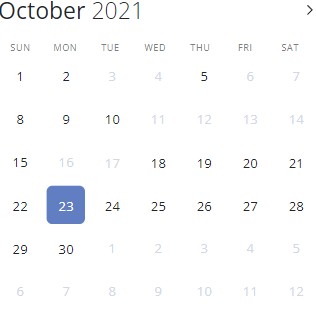 October 2021
SUN MON TUE WED THU FRI SAT
1 2 3 4 5 6 7
8 9 10 11 12 13 14
15 16 17 18 19 20 21
22 23 24 25 26 27 28
29 30 1 2 3 4 5
6 7 8 9 10 11 12